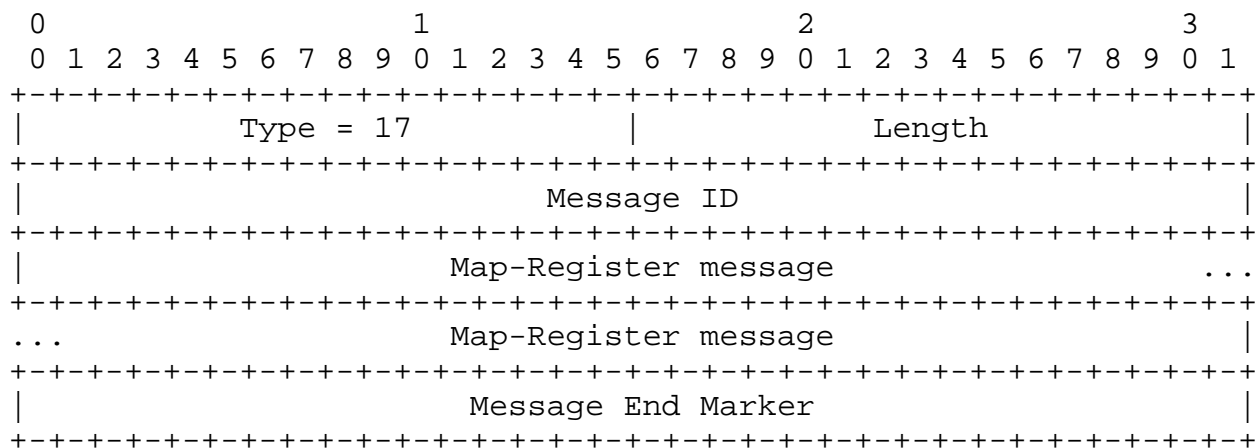 0                   1                   2                   3
 0 1 2 3 4 5 6 7 8 9 0 1 2 3 4 5 6 7 8 9 0 1 2 3 4 5 6 7 8 9 0 1
+-+-+-+-+-+-+-+-+-+-+-+-+-+-+-+-+-+-+-+-+-+-+-+-+-+-+-+-+-+-+-+-+
|           Type = 17           |            Length             |
+-+-+-+-+-+-+-+-+-+-+-+-+-+-+-+-+-+-+-+-+-+-+-+-+-+-+-+-+-+-+-+-+
|                          Message ID                           |
+-+-+-+-+-+-+-+-+-+-+-+-+-+-+-+-+-+-+-+-+-+-+-+-+-+-+-+-+-+-+-+-+
|                     Map-Register message                   ...
+-+-+-+-+-+-+-+-+-+-+-+-+-+-+-+-+-+-+-+-+-+-+-+-+-+-+-+-+-+-+-+-+
...                   Map-Register message                      |
+-+-+-+-+-+-+-+-+-+-+-+-+-+-+-+-+-+-+-+-+-+-+-+-+-+-+-+-+-+-+-+-+
|                      Message End Marker                       |
+-+-+-+-+-+-+-+-+-+-+-+-+-+-+-+-+-+-+-+-+-+-+-+-+-+-+-+-+-+-+-+-+